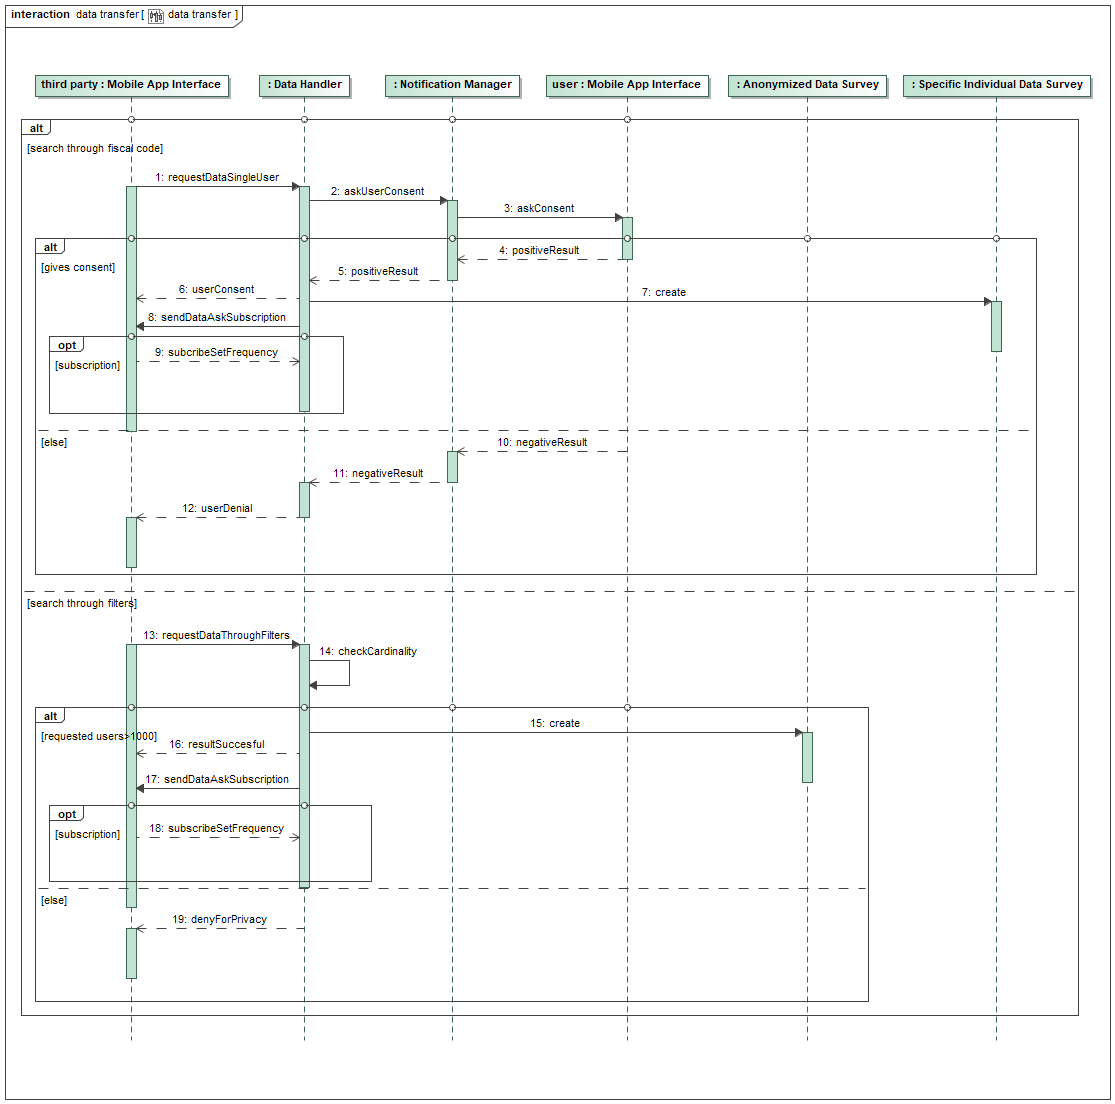 interaction data transfer [ data transfer ]
third party : Mobile App Interface
: Data Handler
: Notification Manager
user : Mobile App Interface
: Anonymized Data Survey
: Specific Individual Data Survey
alt
[search through fiscal code]
1: requestDataSingleUser
2: askUserConsent
3: askConsent
alt
[gives consent]
4: positiveResult
5: positiveResult
6: userConsent
7: create
8: sendDataAskSubscription
opt
[subscription]
9: subcribeSetFrequency
[else]
10: negativeResult
11: negativeResult
12: userDenial
[search through filters]
13: requestDataThroughFilters
14: checkCardinality
alt
[requested users>1000]
15: create
16: resultSuccesful
17: sendDataAskSubscription
opt
[subscription]
18: subscribeSetFrequency
[else]
19: denyForPrivacy